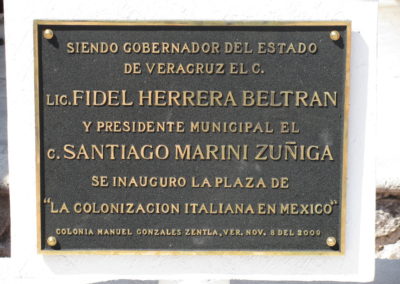 SIENDO GOBERNADOR DEL ESTADO
DE VERACRUZ EL C.
LIC. FIDEL HERRERA BELTRAN
Y PRESIDENTE MUNICIPAL EL
C. SANTIAGO MARINI ZUÑIGA
SE INAUGURO LA PLAZA DE
"LA COLONIZACION ITALIANA EN MEXICO"
COLONIA MANUEL GONZALES ZENTLA, VER. NOV. 8 DEL 2009